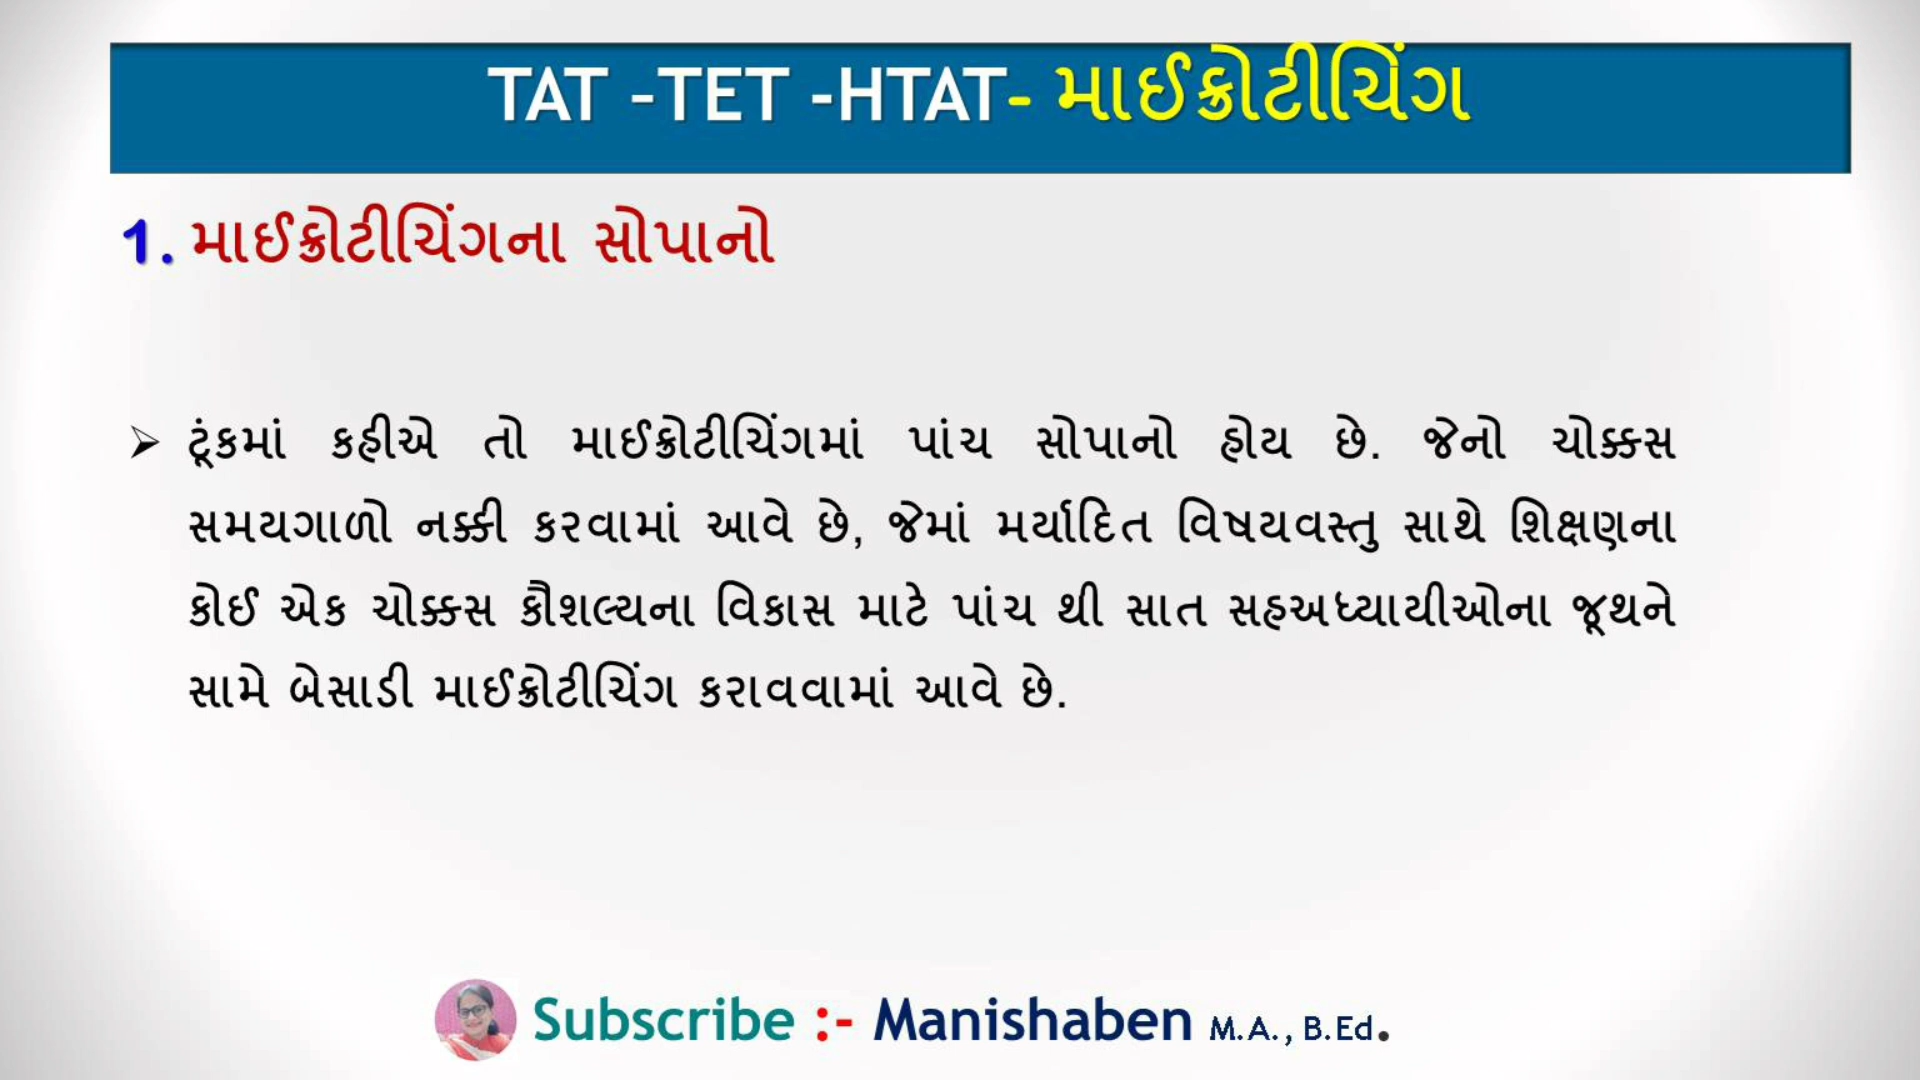 TAT -TET -HTAT- માઈક્રોટીચિંગ
1. માઈક્રોટીચિંગના સોપાનો
➢ ટૂંકમાં કહીએ તો માઈક્રોટીચિંગમાં પાંચ સોપાનો હોય છે. જેનો ચોક્કસ
સમયગાળો નક્કી કરવામાં આવે છે, જેમાં મર્યાદિત વિષયવસ્તુ સાથે શિક્ષણના
કોઈ એક ચોક્કસ કૌશલ્યના વિકાસ માટે પાંચ થી સાત સહઅધ્યાયીઓના જૂથને
સામે બેસાડી માઈક્રોટીચિંગ કરાવવામાં આવે છે.
Subscribe :- Manishaben M.A., B.Ed.